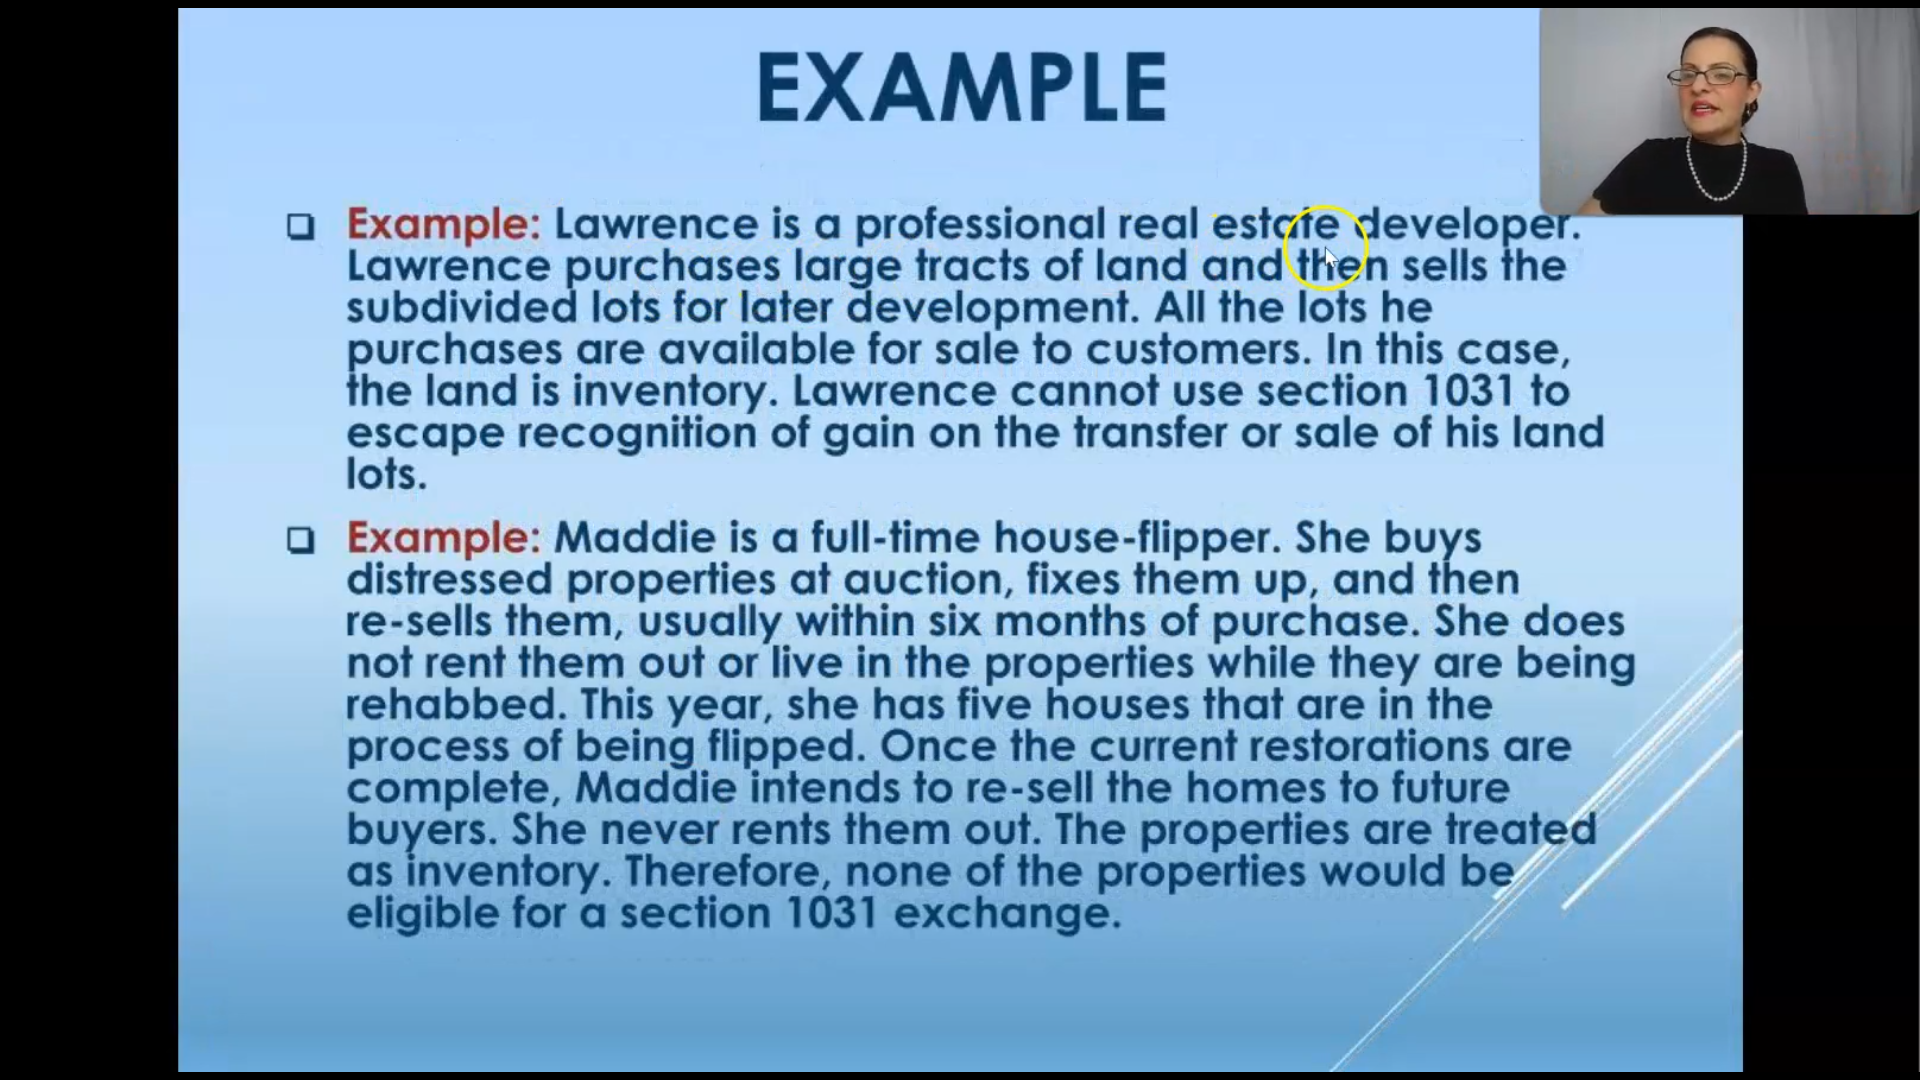 EXAMPLE
Example: Lawrence is a professional real estate developer.
Lawrence purchases large tracts of land and then sells the
subdivided lots for later development. All the lots he
purchases are available for sale to customers. In this case,
the land is inventory. Lawrence cannot use section 1031 to
escape recognition of gain on the transfer or sale of his land
lots.
Example: Maddie is a full-time house-flipper. She buys
distressed properties at auction, fixes them up, and then
re-sells them, usually within six months of purchase. She does
not rent them out or live in the properties while they are being
rehabbed. This year, she has five houses that are in the
process of being flipped. Once the current restorations are
complete, Maddie intends to re-sell the homes to future
buyers. She never rents them out. The properties are treated
as inventory. Therefore, none of the properties would be
eligible for a section 1031 exchange.